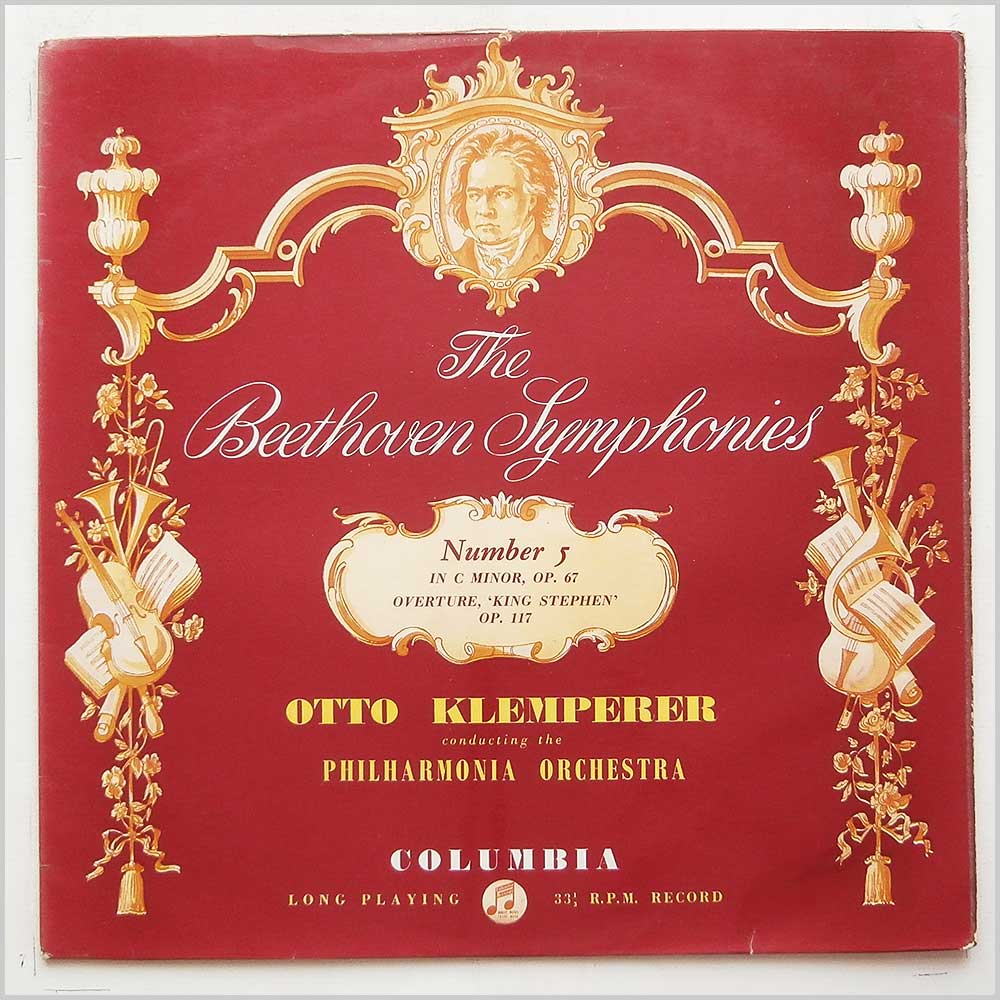 The
Beethoven Symphonies
Number 5
IN C MINOR, OP. 67
OVERTURE, ‘KING STEPHEN’
OP. 117
OTTO KLEMPERER
conducting the
PHILHARMONIA ORCHESTRA
COLUMBIA
LONG PLAYING 33⅓ R.P.M. RECORD